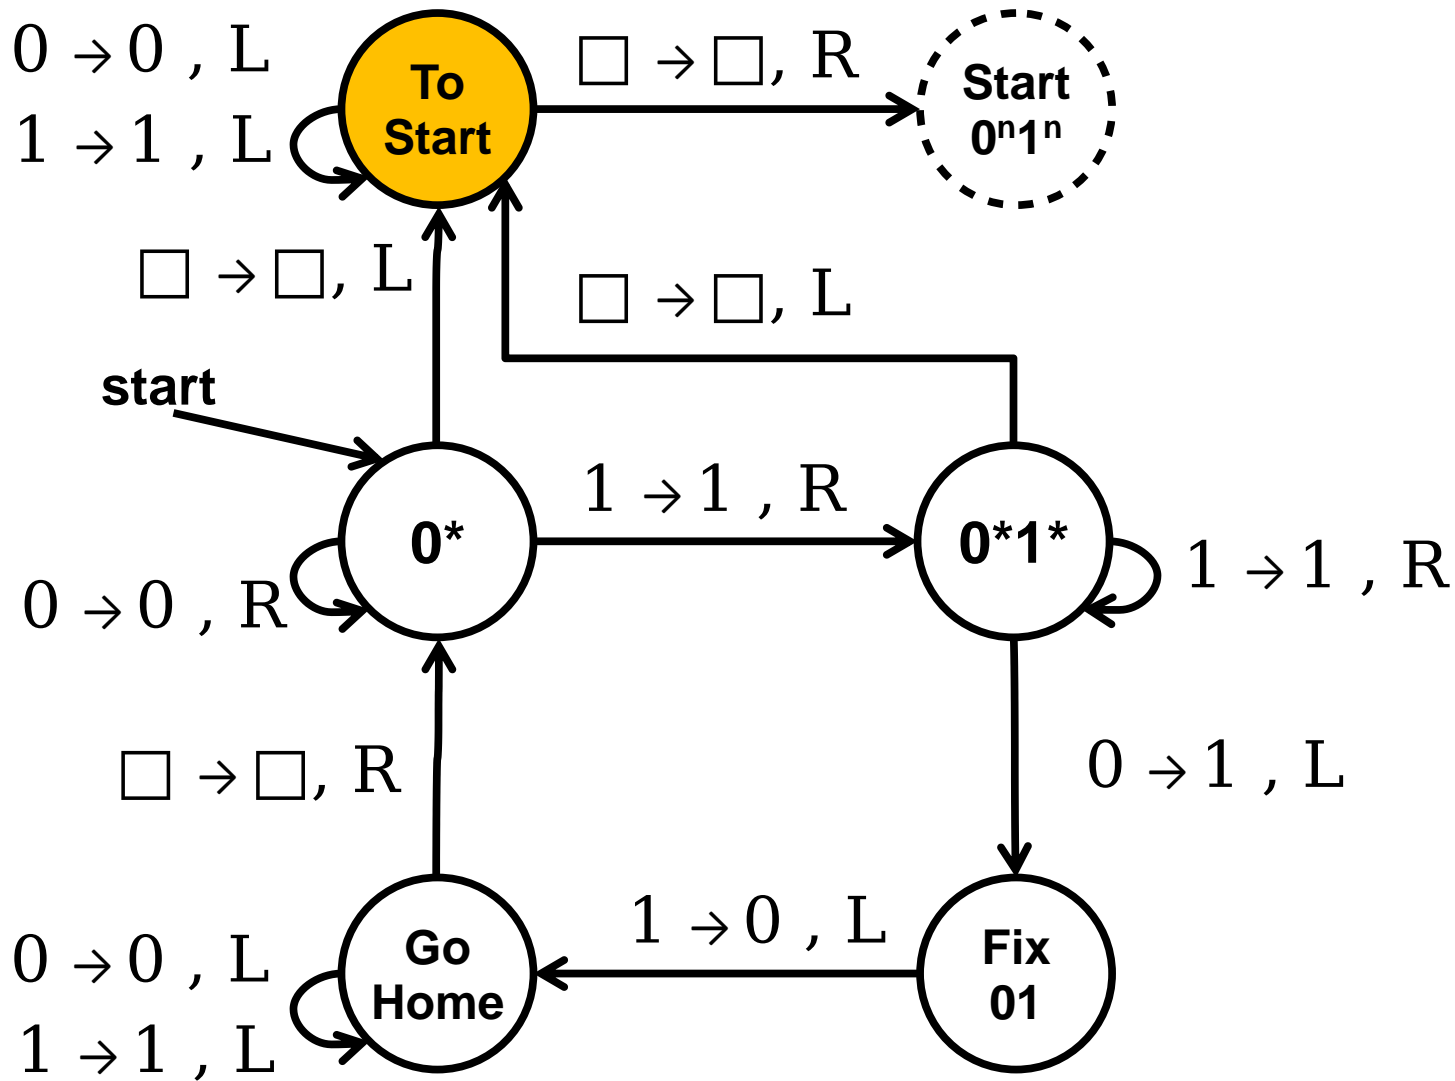 0 → 0 , L
1 → 1 , L
To
Start
□ → □, R
Start
0ⁿ1ⁿ
□ → □, L
□ → □, L
start
0*
1 → 1 , R
0*1*
1 → 1 , R
0 → 0 , R
□ → □, R
0 → 1 , L
0 → 0 , L
1 → 1 , L
Go
Home
1 → 0 , L
Fix
01